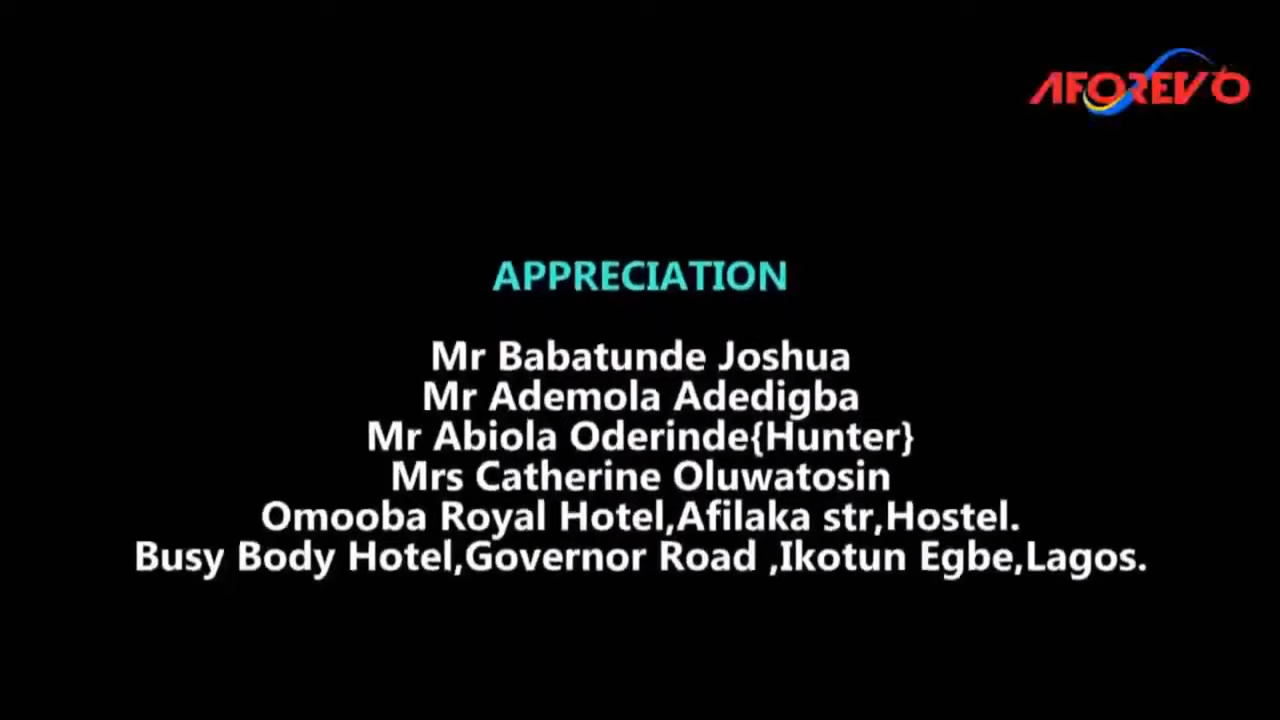 AFOREVO
APPRECIATION
Mr Babatunde Joshua
Mr Ademola Adedigba
Mr Abiola Oderinde{Hunter}
Mrs Catherine Oluwatosin
Omooba Royal Hotel,Afilaka str,Hostel.
Busy Body Hotel,Governor Road ,Ikotun Egbe,Lagos.